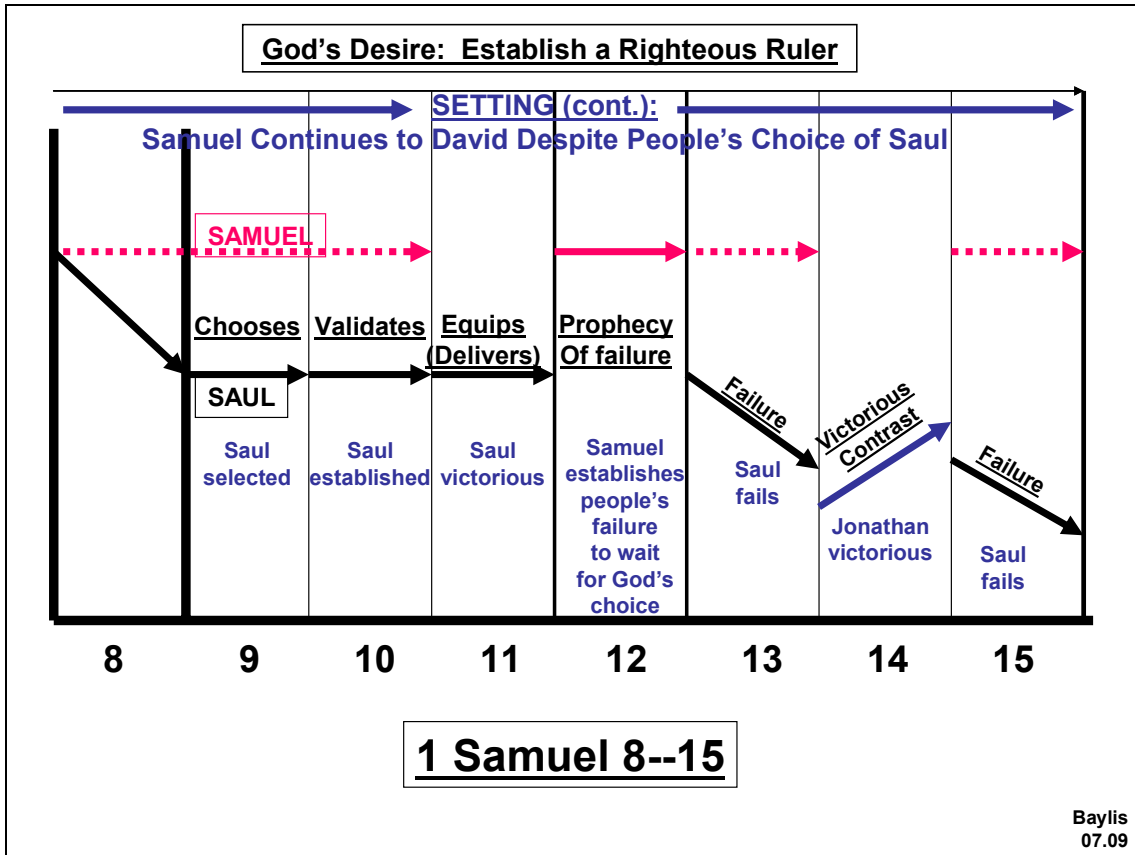 God's Desire: Establish a Righteous Ruler
SETTING (cont.):
Samuel Continues to David Despite People's Choice of Saul
SAMUEL
Chooses
Validates
Equips
(Delivers)
Prophecy
Of failure
SAUL
Failure
Victorious
Contrast
Failure
Saul
selected
Saul
established
Saul
victorious
Samuel
establishes
people's
failure
to wait
for God's
choice
Saul
fails
Jonathan
victorious
Saul
fails
8 9 10 11 12 13 14 15
1 Samuel 8--15
Baylis
07.09